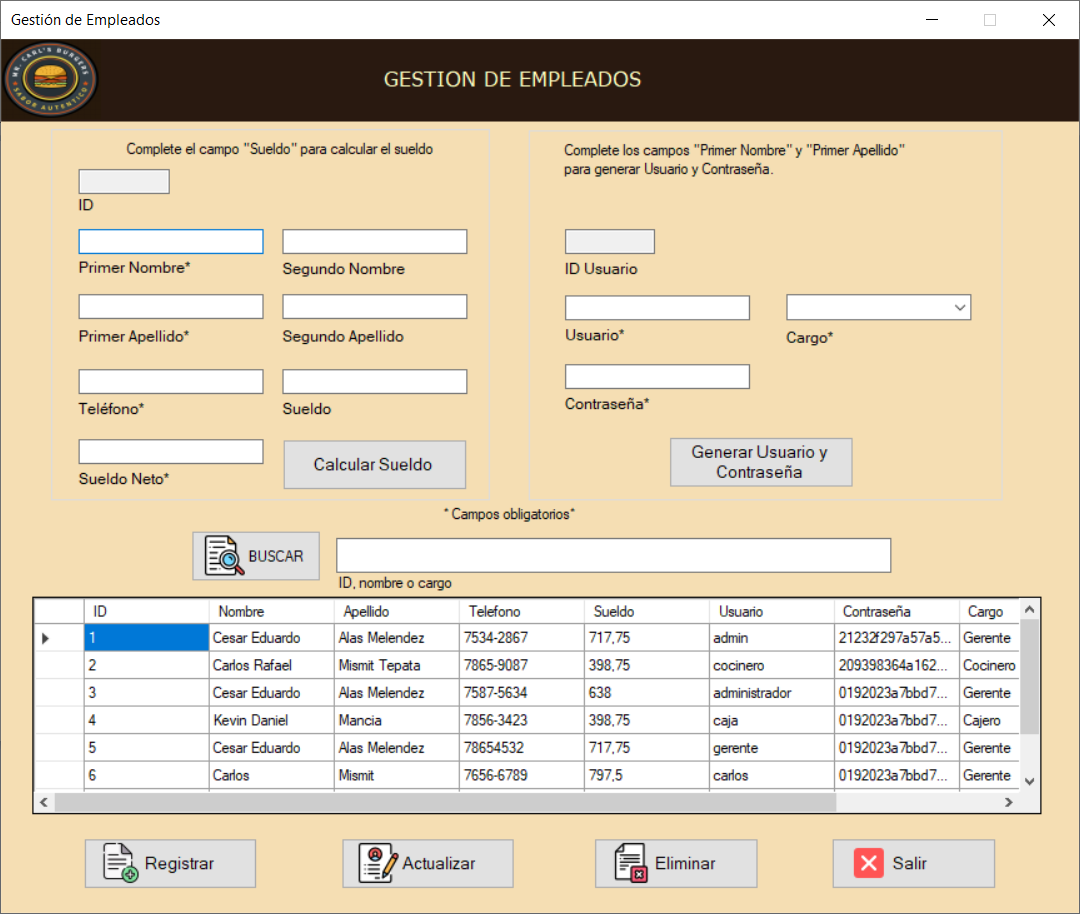 Gestión de Empleados
MR. CARL'S BURGERS
SABOR AUTENTICO
GESTION DE EMPLEADOS
Complete el campo "Sueldo" para calcular el sueldo
ID
Primer Nombre*
Segundo Nombre
Primer Apellido*
Segundo Apellido
Teléfono*
Sueldo
Sueldo Neto*
Calcular Sueldo
Complete los campos "Primer Nombre" y "Primer Apellido"
para generar Usuario y Contraseña.
ID Usuario
Usuario*
Cargo*
Contraseña*
Generar Usuario y
Contraseña
* Campos obligatorios*
BUSCAR
ID, nombre o cargo
ID Nombre Apellido Telefono Sueldo Usuario Contraseña Cargo
1 Cesar Eduardo Alas Melendez 7534-2867 717,75 admin 21232f297a57a5... Gerente
2 Carlos Rafael Mismit Tepata 7865-9087 398,75 cocinero 209398364a162... Cocinero
3 Cesar Eduardo Alas Melendez 7587-5634 638 administrador 0192023a7bbd7... Gerente
4 Kevin Daniel Mancia 7856-3423 398,75 caja 0192023a7bbd7... Cajero
5 Cesar Eduardo Alas Melendez 78654532 717,75 gerente 0192023a7bbd7... Gerente
6 Carlos Mismit 7656-6789 797,5 carlos 0192023a7bbd7... Gerente
Registrar
Actualizar
Eliminar
Salir